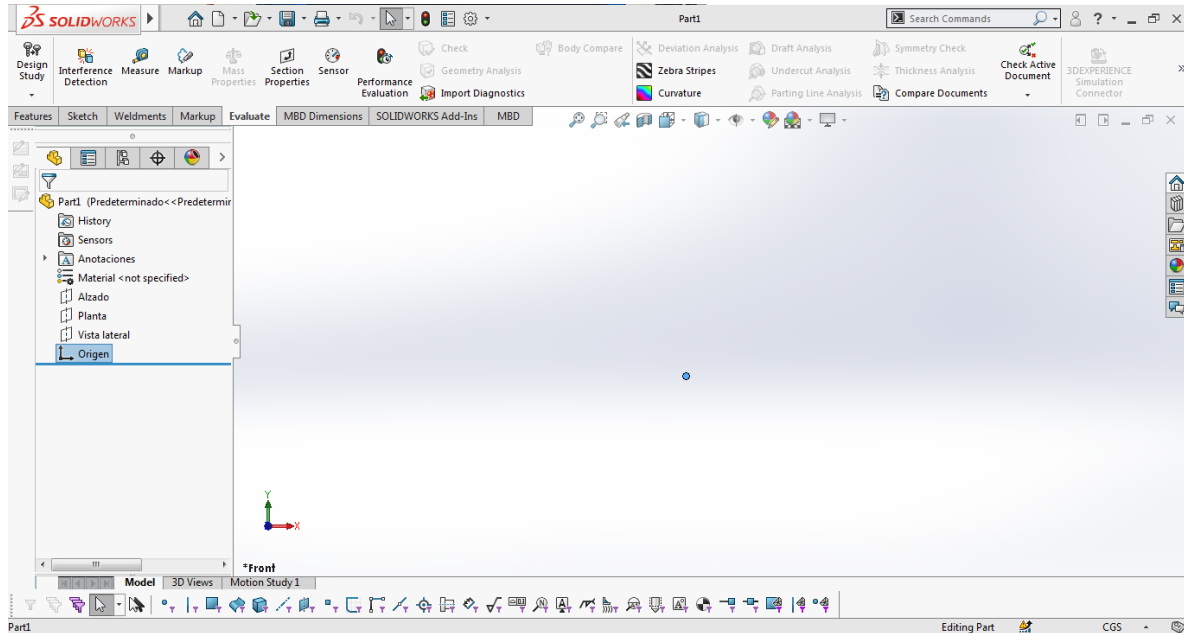 SOLIDWORKS
Part1
Search Commands
Design Study
Interference Detection
Measure
Markup
Mass Properties
Section Properties
Sensor
Performance Evaluation
Check
Geometry Analysis
Import Diagnostics
Body Compare
Deviation Analysis
Zebra Stripes
Curvature
Draft Analysis
Undercut Analysis
Parting Line Analysis
Symmetry Check
Thickness Analysis
Compare Documents
Check Active Document
3DEXPERIENCE Simulation Connector
Features Sketch Weldments Markup Evaluate MBD Dimensions SOLIDWORKS Add-Ins MBD
Part1 (Predeterminado<<Predetermir
History
Sensors
Anotaciones
Material <not specified>
Alzado
Planta
Vista lateral
Origen
Y
X
*Front
Model 3D Views Motion Study 1
Part1 Editing Part CGS